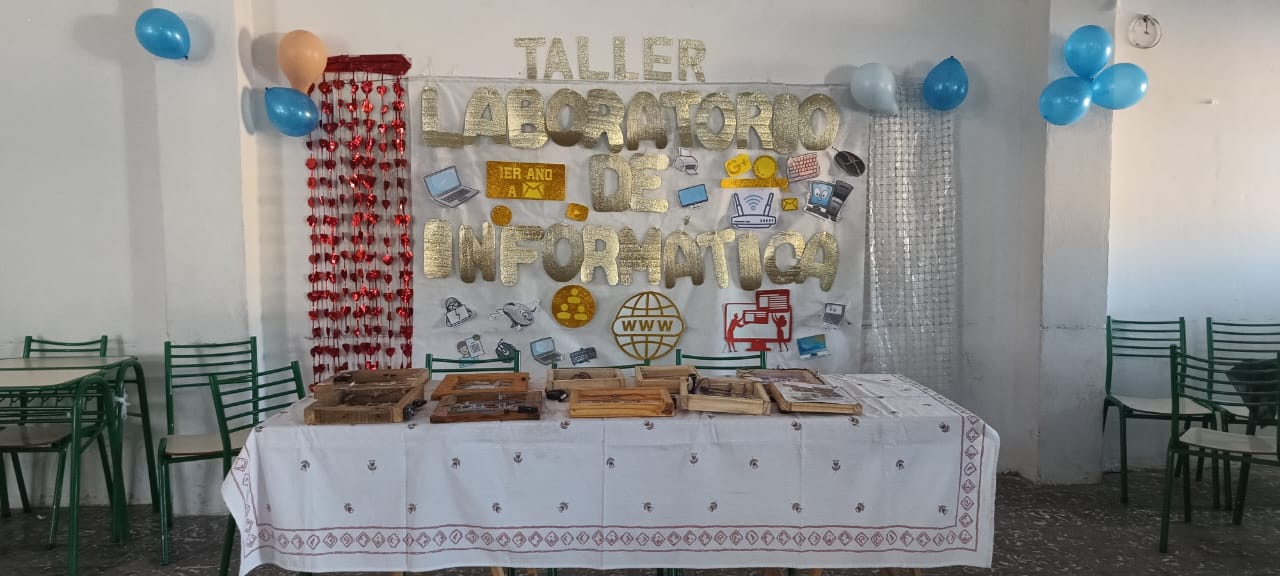 TALLER
LABORATORIO
DE
1ER AÑO
A
G+
INFORMATICA
WWW